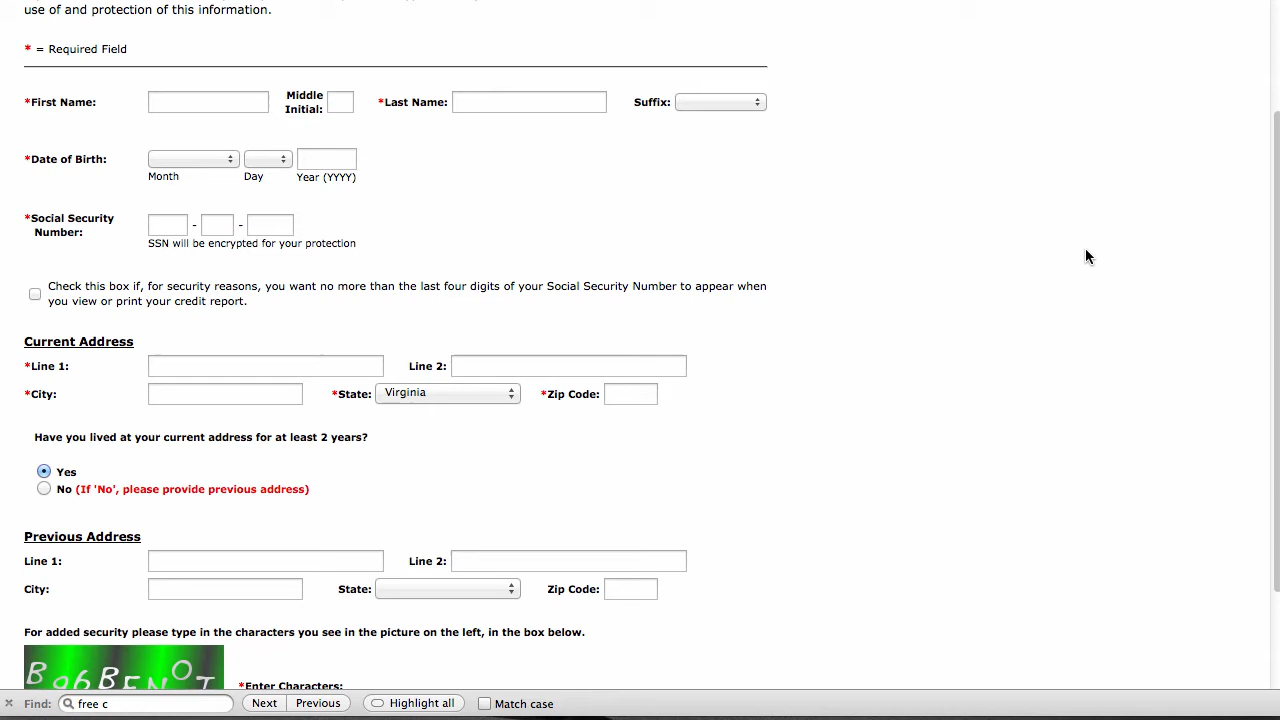 use of and protection of this information.
* = Required Field
*First Name: Middle Initial: *Last Name: Suffix:
*Date of Birth:
Month Day Year (YYYY)
*Social Security Number: - -
SSN will be encrypted for your protection
Check this box if, for security reasons, you want no more than the last four digits of your Social Security Number to appear when
you view or print your credit report.
Current Address
*Line 1: Line 2:
*City: *State: Virginia *Zip Code:
Have you lived at your current address for at least 2 years?
Yes
No (If 'No', please provide previous address)
Previous Address
Line 1: Line 2:
City: State: Zip Code:
For added security please type in the characters you see in the picture on the left, in the box below.
*Enter Characters:
Find: free c Next Previous Highlight all Match case